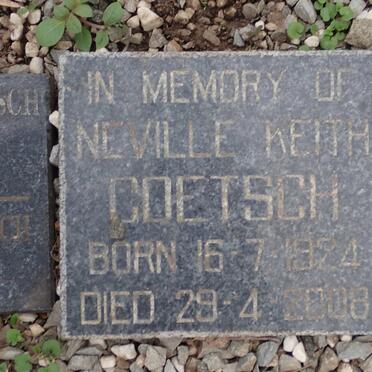 IN MEMORY OF
NEVILLE KEITH
COETSCH
BORN 16-7-1924
DIED 29-4-2008